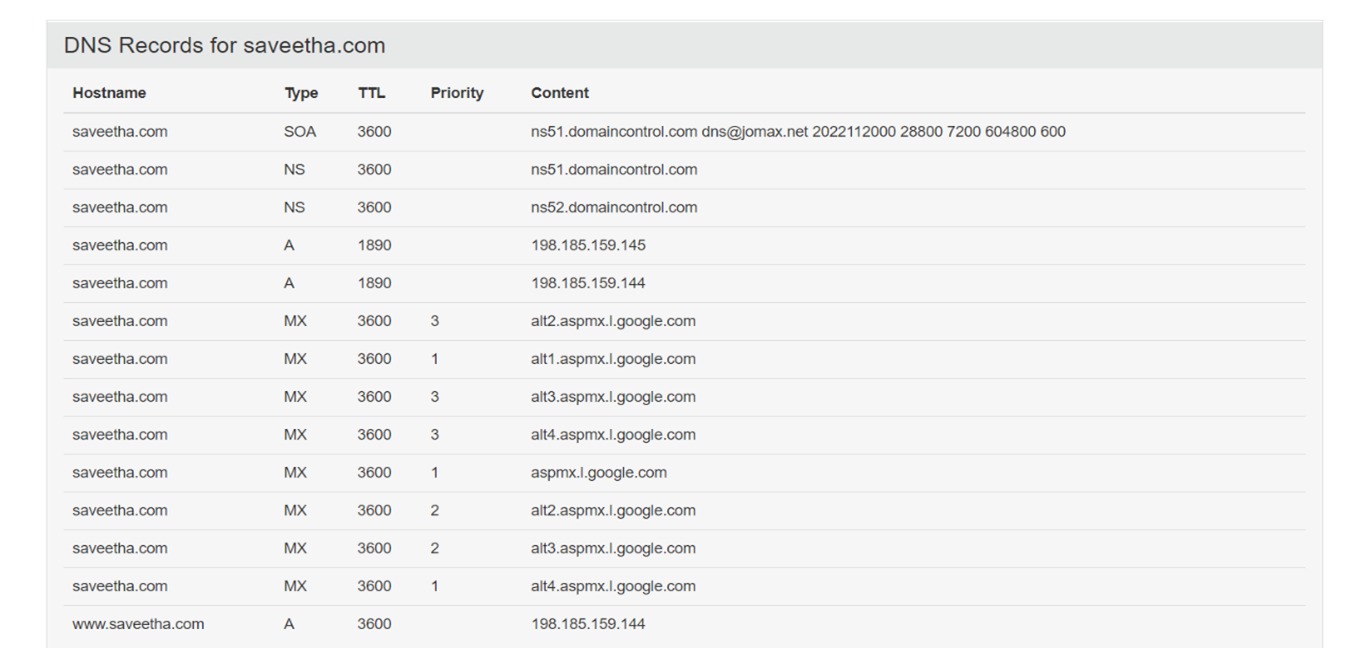 DNS Records for saveetha.com
Hostname Type TTL Priority Content
saveetha.com SOA 3600 ns51.domaincontrol.com dns@jomax.net 2022112000 28800 7200 604800 600
saveetha.com NS 3600 ns51.domaincontrol.com
saveetha.com NS 3600 ns52.domaincontrol.com
saveetha.com A 1890 198.185.159.145
saveetha.com A 1890 198.185.159.144
saveetha.com MX 3600 3 alt2.aspmx.l.google.com
saveetha.com MX 3600 1 alt1.aspmx.l.google.com
saveetha.com MX 3600 3 alt3.aspmx.l.google.com
saveetha.com MX 3600 3 alt4.aspmx.l.google.com
saveetha.com MX 3600 1 aspmx.l.google.com
saveetha.com MX 3600 2 alt2.aspmx.l.google.com
saveetha.com MX 3600 2 alt3.aspmx.l.google.com
saveetha.com MX 3600 1 alt4.aspmx.l.google.com
www.saveetha.com A 3600 198.185.159.144